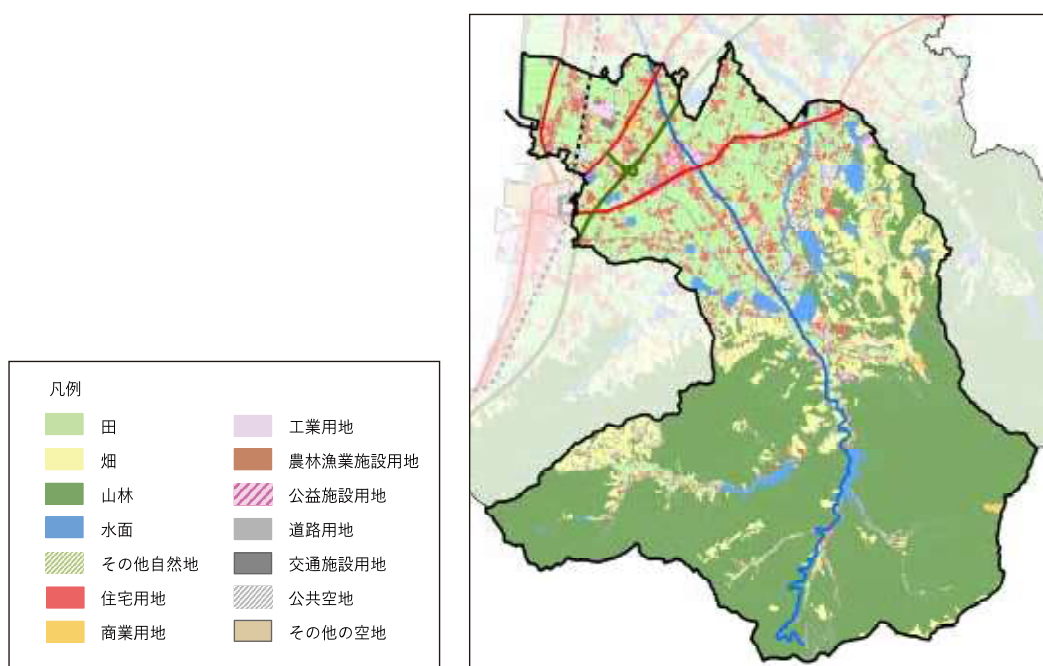 凡例
田
畑
山林
水面
その他自然地
住宅用地
商業用地
工業用地
農林漁業施設用地
公益施設用地
道路用地
交通施設用地
公共空地
その他の空地